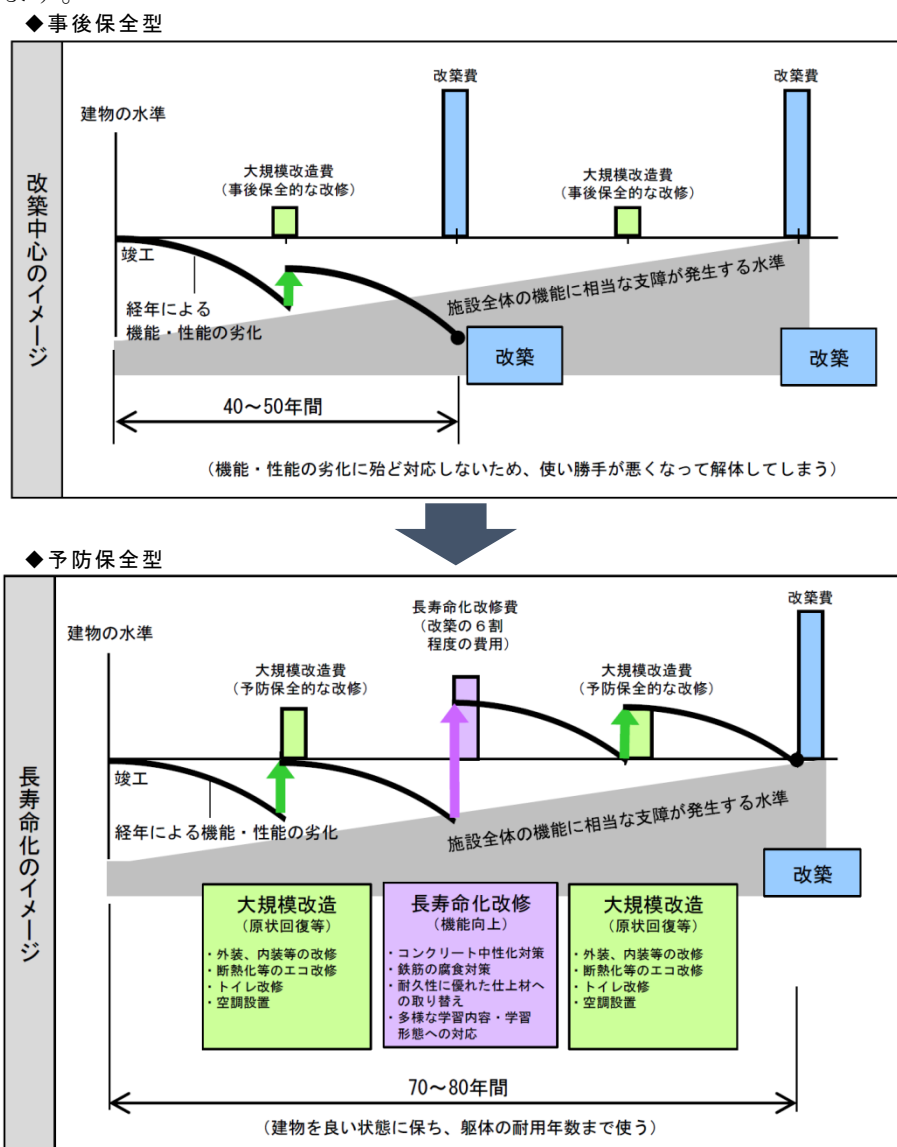 ◆事後保全型
改築中心のイメージ
建物の水準
改築費
改築費
大規模改造費
（事後保全的な改修）
大規模改造費
（事後保全的な改修）
竣工
経年による
機能・性能の劣化
施設全体の機能に相当な支障が発生する水準
改築
改築
40～50年間
（機能・性能の劣化に殆ど対応しないため、使い勝手が悪くなって解体してしまう）
◆予防保全型
長寿命化のイメージ
建物の水準
長寿命化改修費
（改築の６割
程度の費用）
改築費
大規模改造費
（予防保全的な改修）
大規模改造費
（予防保全的な改修）
竣工
経年による機能・性能の劣化
施設全体の機能に相当な支障が発生する水準
改築
大規模改造
（原状回復等）
・外装、内装等の改修
・断熱化等のエコ改修
・トイレ改修
・空調設置
長寿命化改修
（機能向上）
・コンクリート中性化対策
・鉄筋の腐食対策
・耐久性に優れた仕上材へ
の取り替え
・多様な学習内容・学習
形態への対応
大規模改造
（原状回復等）
・外装、内装等の改修
・断熱化等のエコ改修
・トイレ改修
・空調設置
70～80年間
（建物を良い状態に保ち、躯体の耐用年数まで使う）